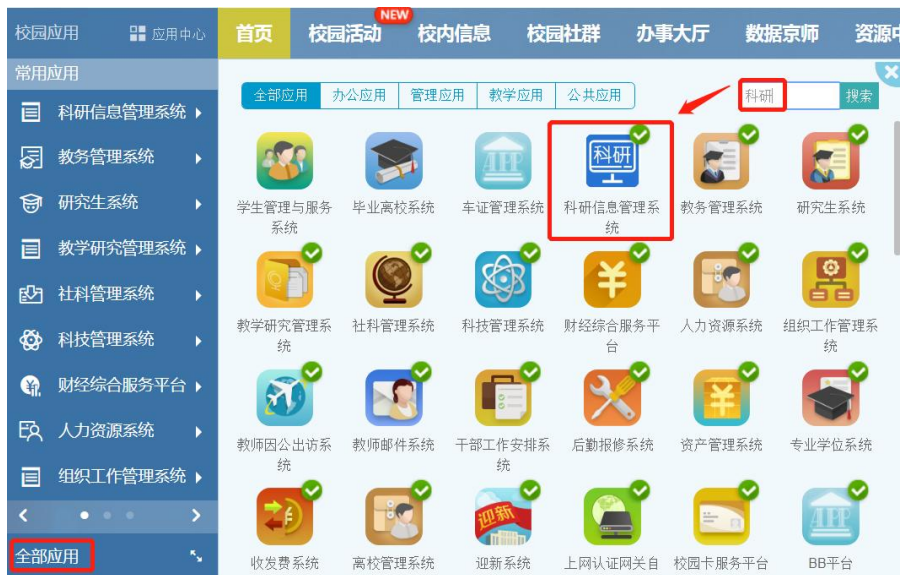 校园应用 应用中心 首页 校园活动 NEW 校内信息 校园社群 办事大厅 数据京师 资源中
常用应用
全部应用 办公应用 管理应用 教学应用 公共应用 科研 搜索
科研信息管理系统
教务管理系统
研究生系统
教学研究管理系统
社科管理系统
科技管理系统
财经综合服务平台
人力资源系统
组织工作管理系统
全部应用
科研
学生管理与服务
系统
毕业离校系统
车证管理系统
科研信息管理系
统
教务管理系统
研究生系统
教学研究管理系
统
社科管理系统
科技管理系统
财经综合服务平
台
人力资源系统
组织工作管理系
统
教师因公出访系
统
教师邮件系统
干部工作安排系
统
后勤报修系统
资产管理系统
专业学位系统
迎新
收发费系统
离校管理系统
迎新系统
上网认证网关自
校园卡服务平台
BB平台